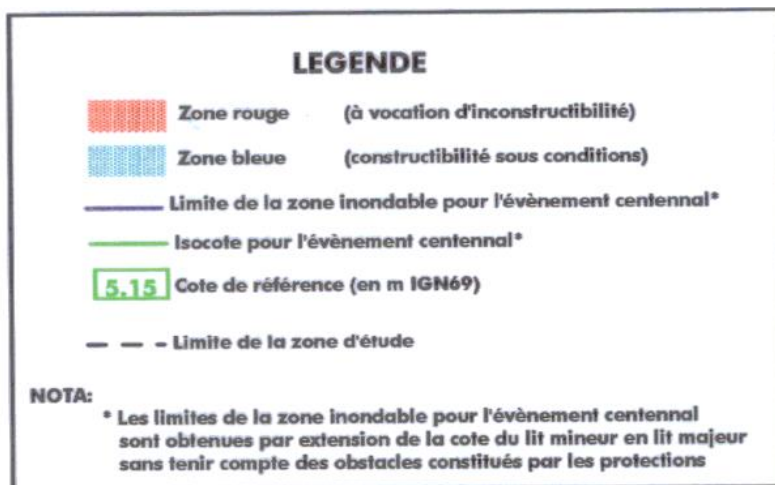 LEGENDE
Zone rouge (à vocation d'inconstructibilité)
Zone bleue (constructibilité sous conditions)
Limite de la zone inondable pour l'évènement centennal*
Isocote pour l'évènement centennal*
5.15 Cote de référence (en m IGN69)
Limite de la zone d'étude
NOTA:
* Les limites de la zone inondable pour l'évènement centennal
sont obtenues par extension de la cote du lit mineur en lit majeur
sans tenir compte des obstacles constitués par les protections